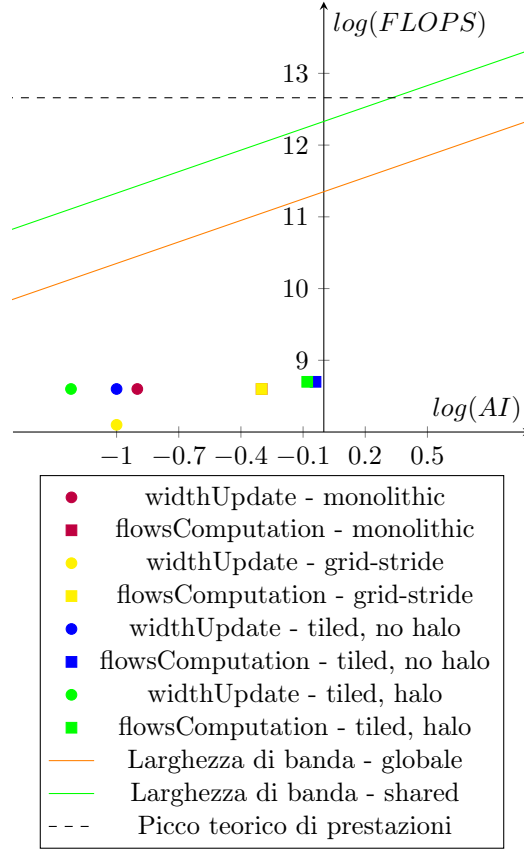 log(FLOPS)
13
12
11
10
9
log(AI)
−1 −0.7 −0.4 −0.1 0.2 0.5
widthUpdate - monolithic
flowsComputation - monolithic
widthUpdate - grid-stride
flowsComputation - grid-stride
widthUpdate - tiled, no halo
flowsComputation - tiled, no halo
widthUpdate - tiled, halo
flowsComputation - tiled, halo
Larghezza di banda - globale
Larghezza di banda - shared
Picco teorico di prestazioni